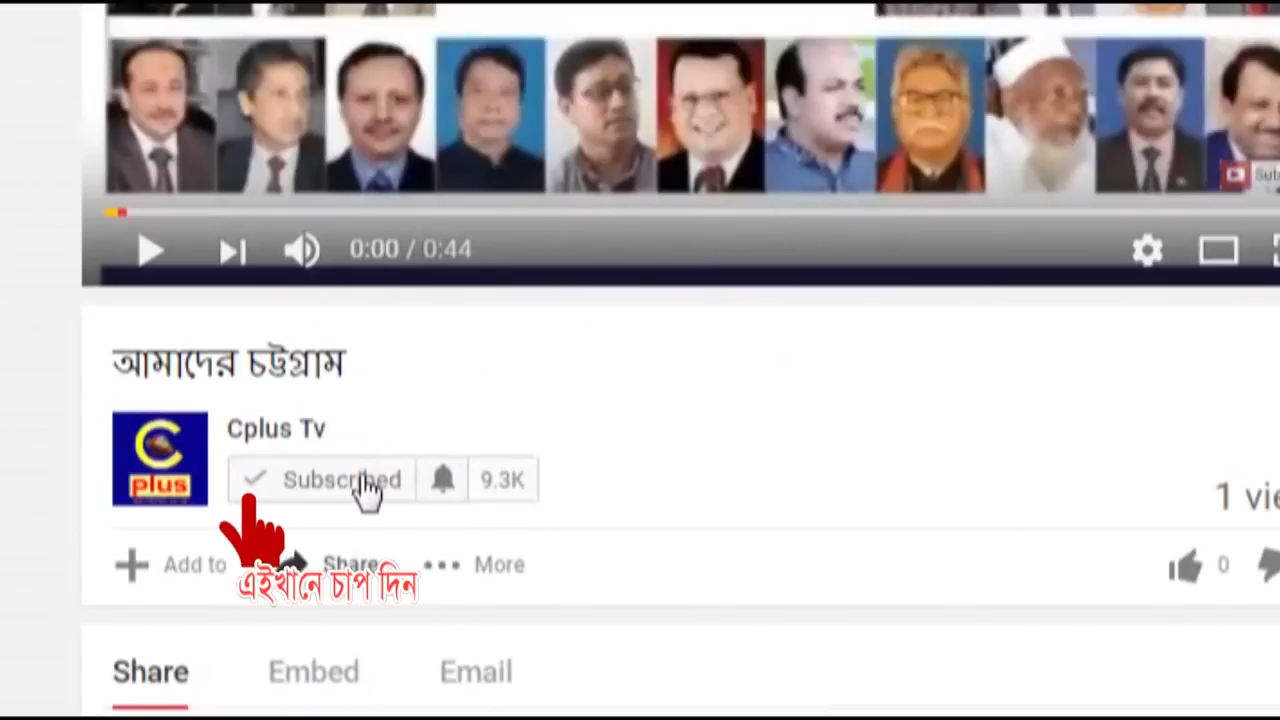 0:00 / 0:44
আমাদের চট্টগ্রাম
C plus
Cplus Tv
Subscribed 9.3K
1 vie
Add to Share More 0
এইখানে চাপ দিন
Share Embed Email